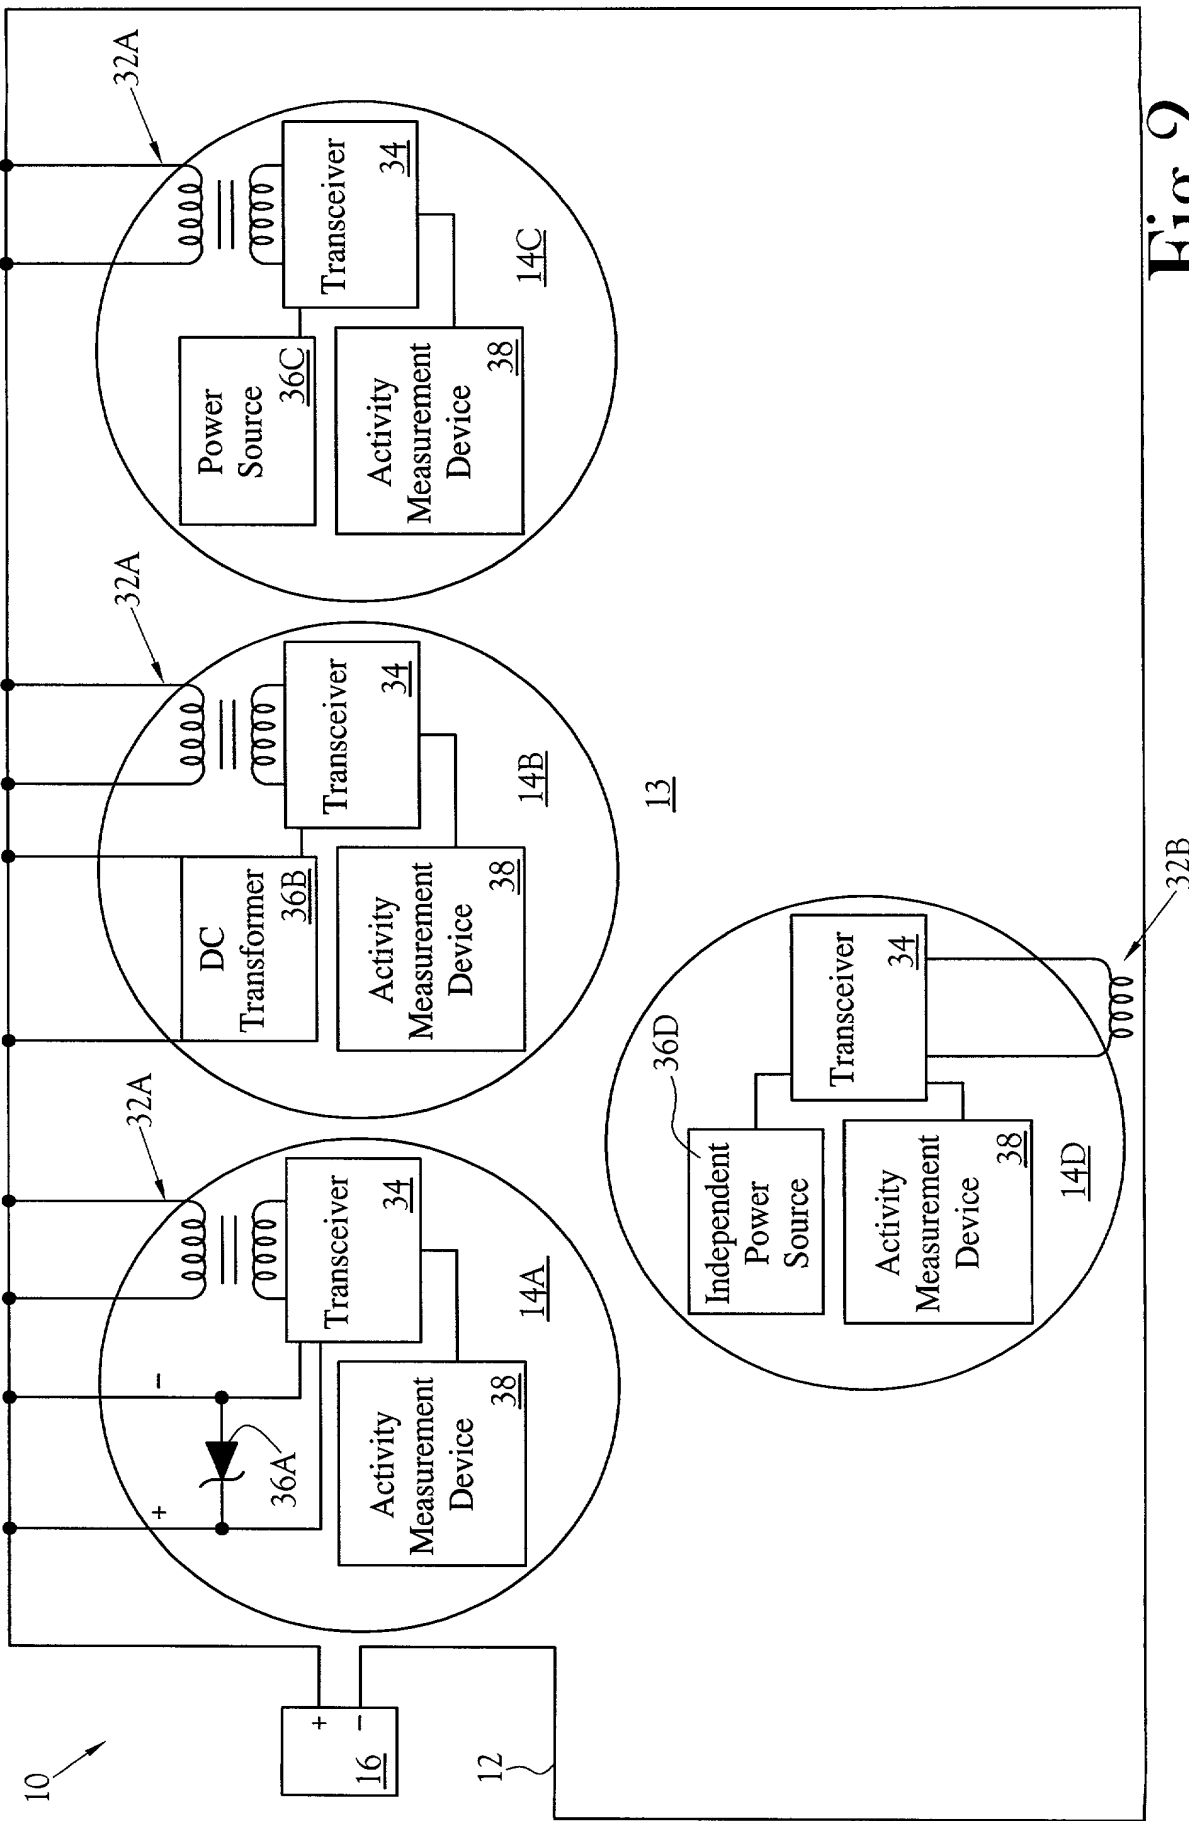 10
16
+
−
12
+
−
36A
32A
Transceiver
34
Activity
Measurement
Device
38
14A
DC
Transformer
36B
32A
Transceiver
34
Activity
Measurement
Device
38
14B
Power
Source
36C
32A
Transceiver
34
Activity
Measurement
Device
38
14C
13
36D
Independent
Power
Source
Transceiver
34
Activity
Measurement
Device
38
14D
32B